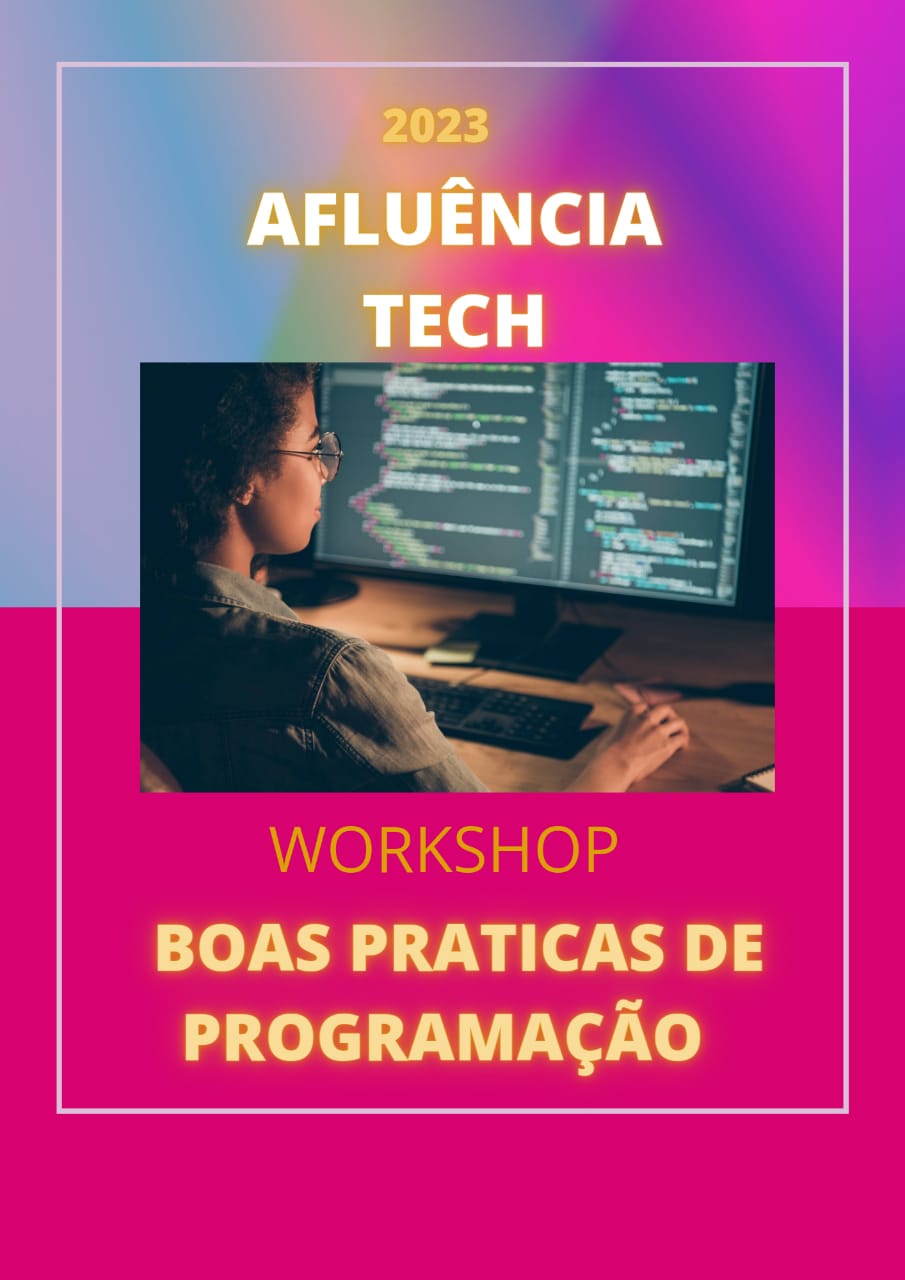 2023
AFLUÊNCIA
TECH
WORKSHOP
BOAS PRATICAS DE
PROGRAMAÇÃO